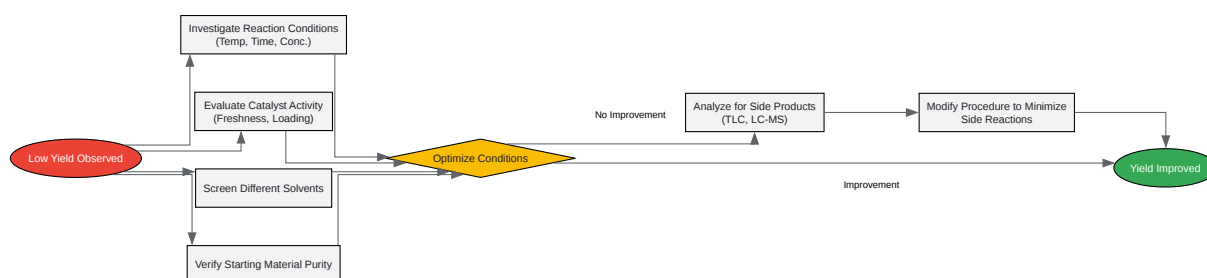 Investigate Reaction Conditions
(Temp, Time, Conc.)
Evaluate Catalyst Activity
(Freshness, Loading)
Low Yield Observed
Screen Different Solvents
Verify Starting Material Purity
Optimize Conditions
No Improvement
Analyze for Side Products
(TLC, LC-MS)
Modify Procedure to Minimize
Side Reactions
Improvement
Yield Improved